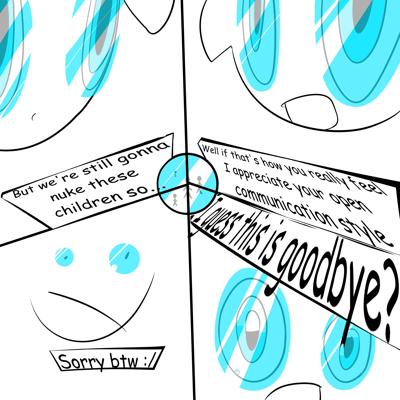 But we're still gonna
nuke these
children so...
Well if that's how you really feel
I appreciate your open
communication style
I guess this is goodbye?
Sorry btw :/